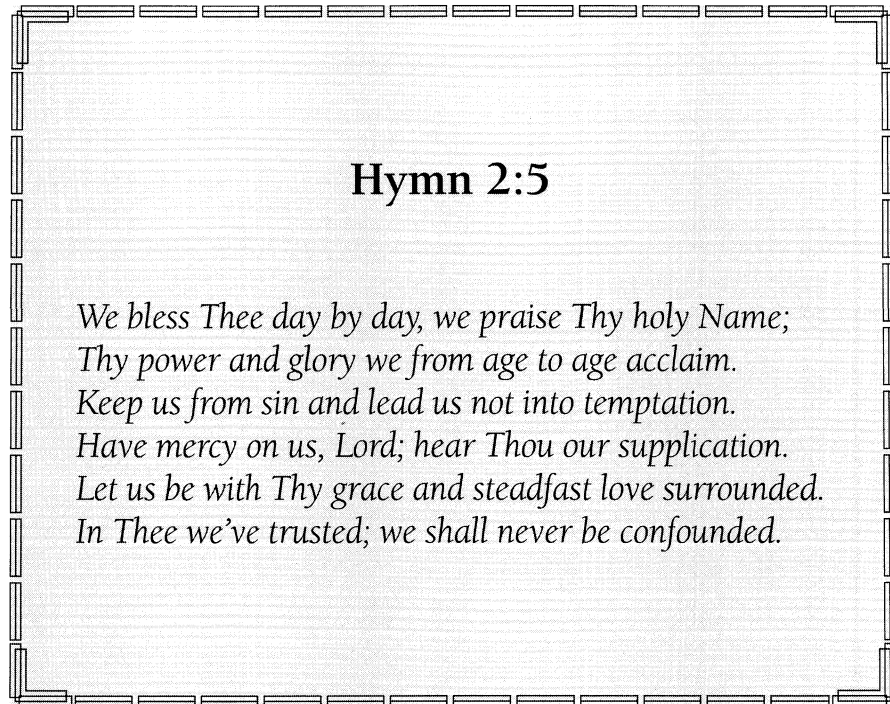 Hymn 2:5
We bless Thee day by day, we praise Thy holy Name;
Thy power and glory we from age to age acclaim.
Keep us from sin and lead us not into temptation.
Have mercy on us, Lord; hear Thou our supplication.
Let us be with Thy grace and steadfast love surrounded.
In Thee we've trusted; we shall never be confounded.